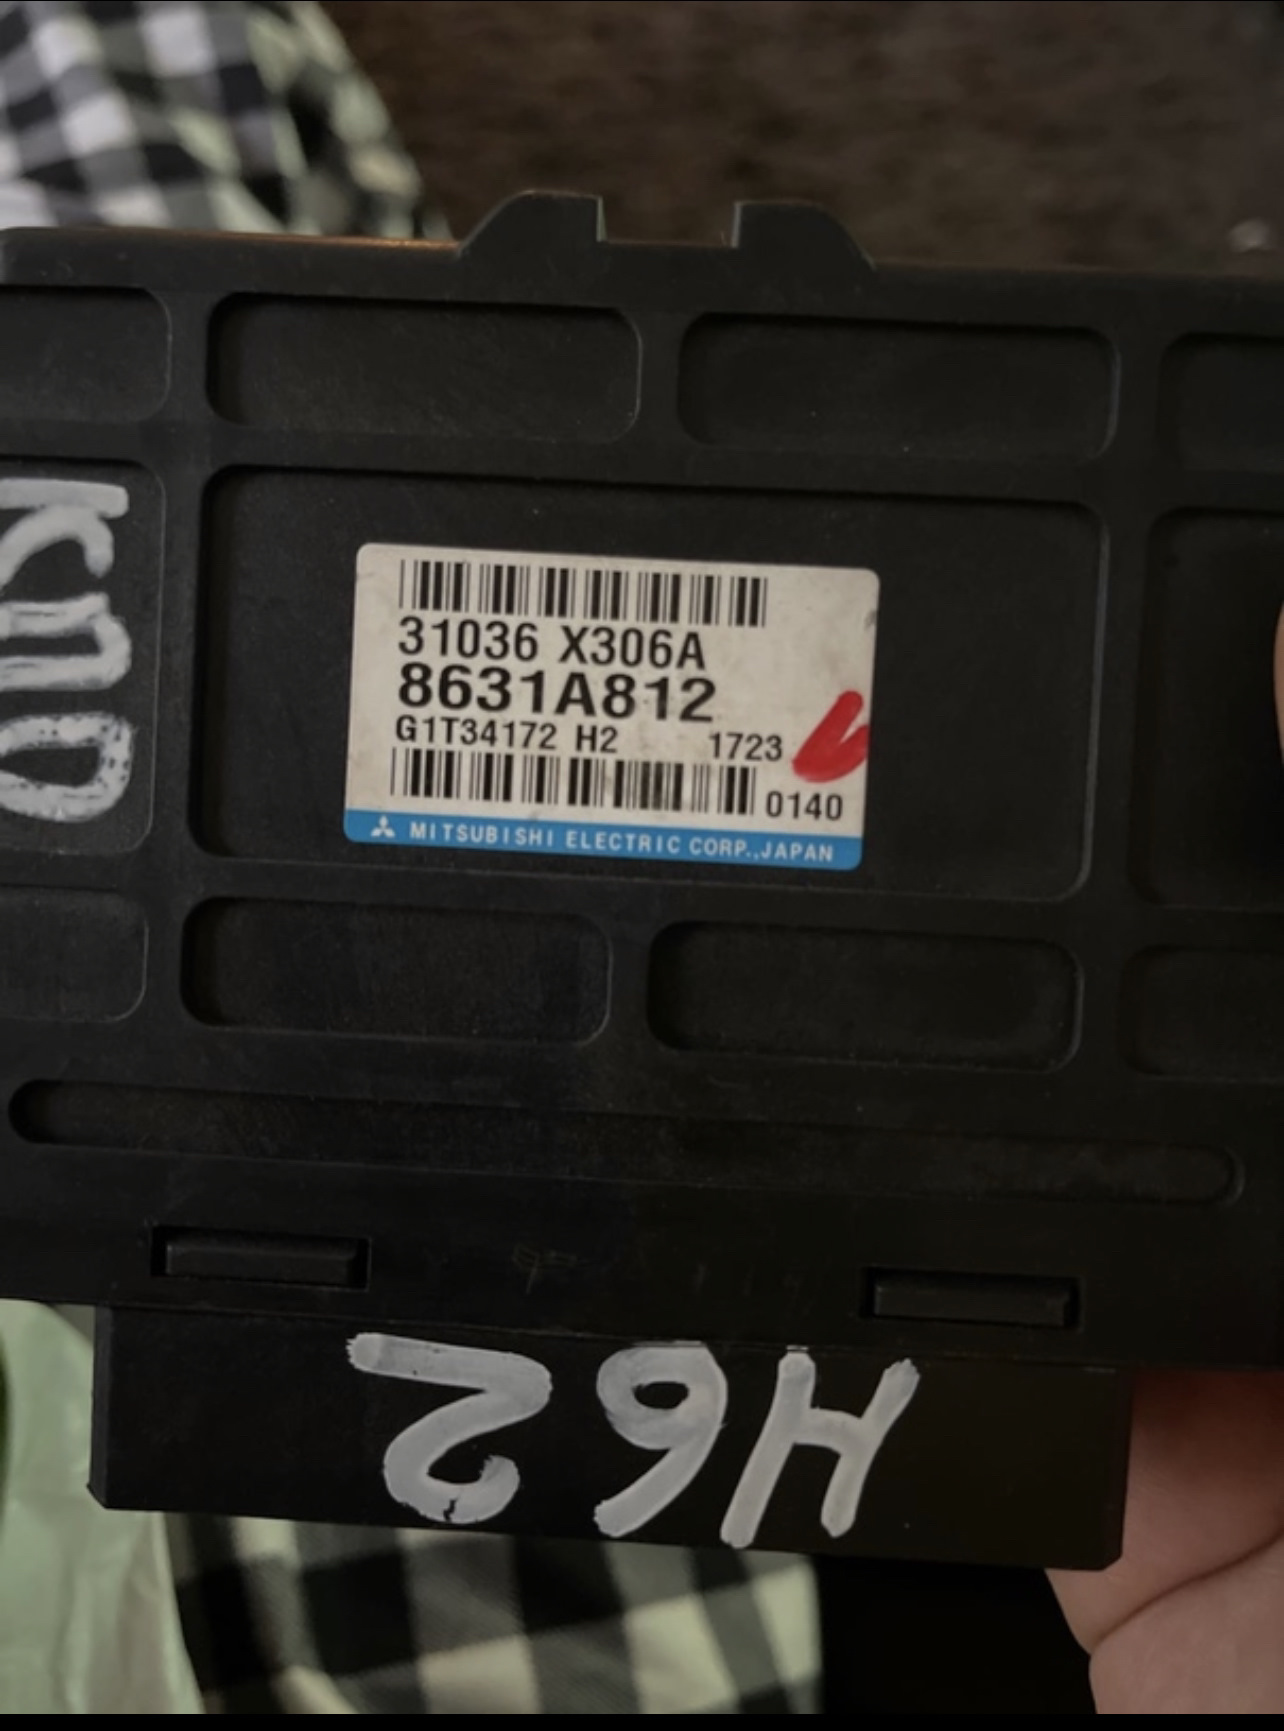 31036 X306A
8631A812
G1T34172 H2 1723
0140
MITSUBISHI ELECTRIC CORP.,JAPAN
H62